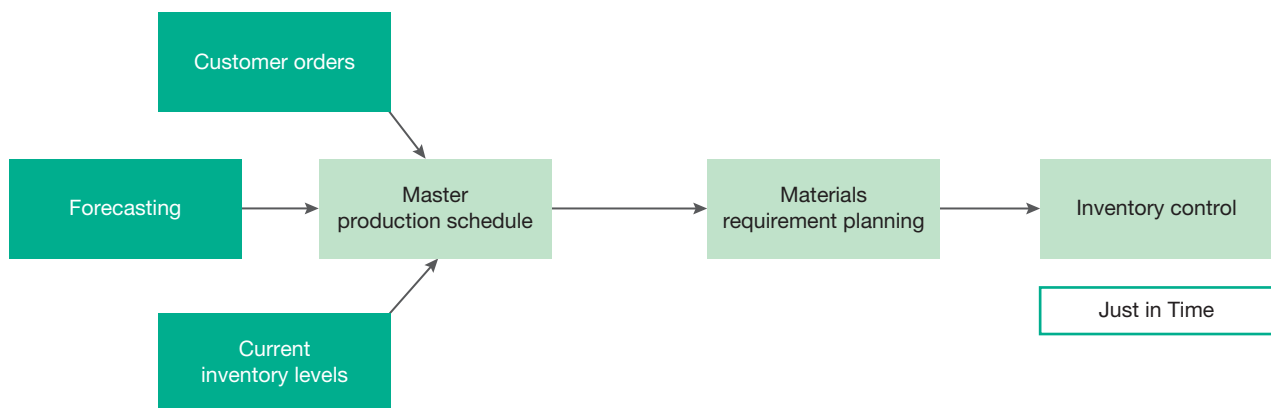 Customer orders
Forecasting
Master
production schedule
Materials
requirement planning
Inventory control
Just in Time
Current
inventory levels